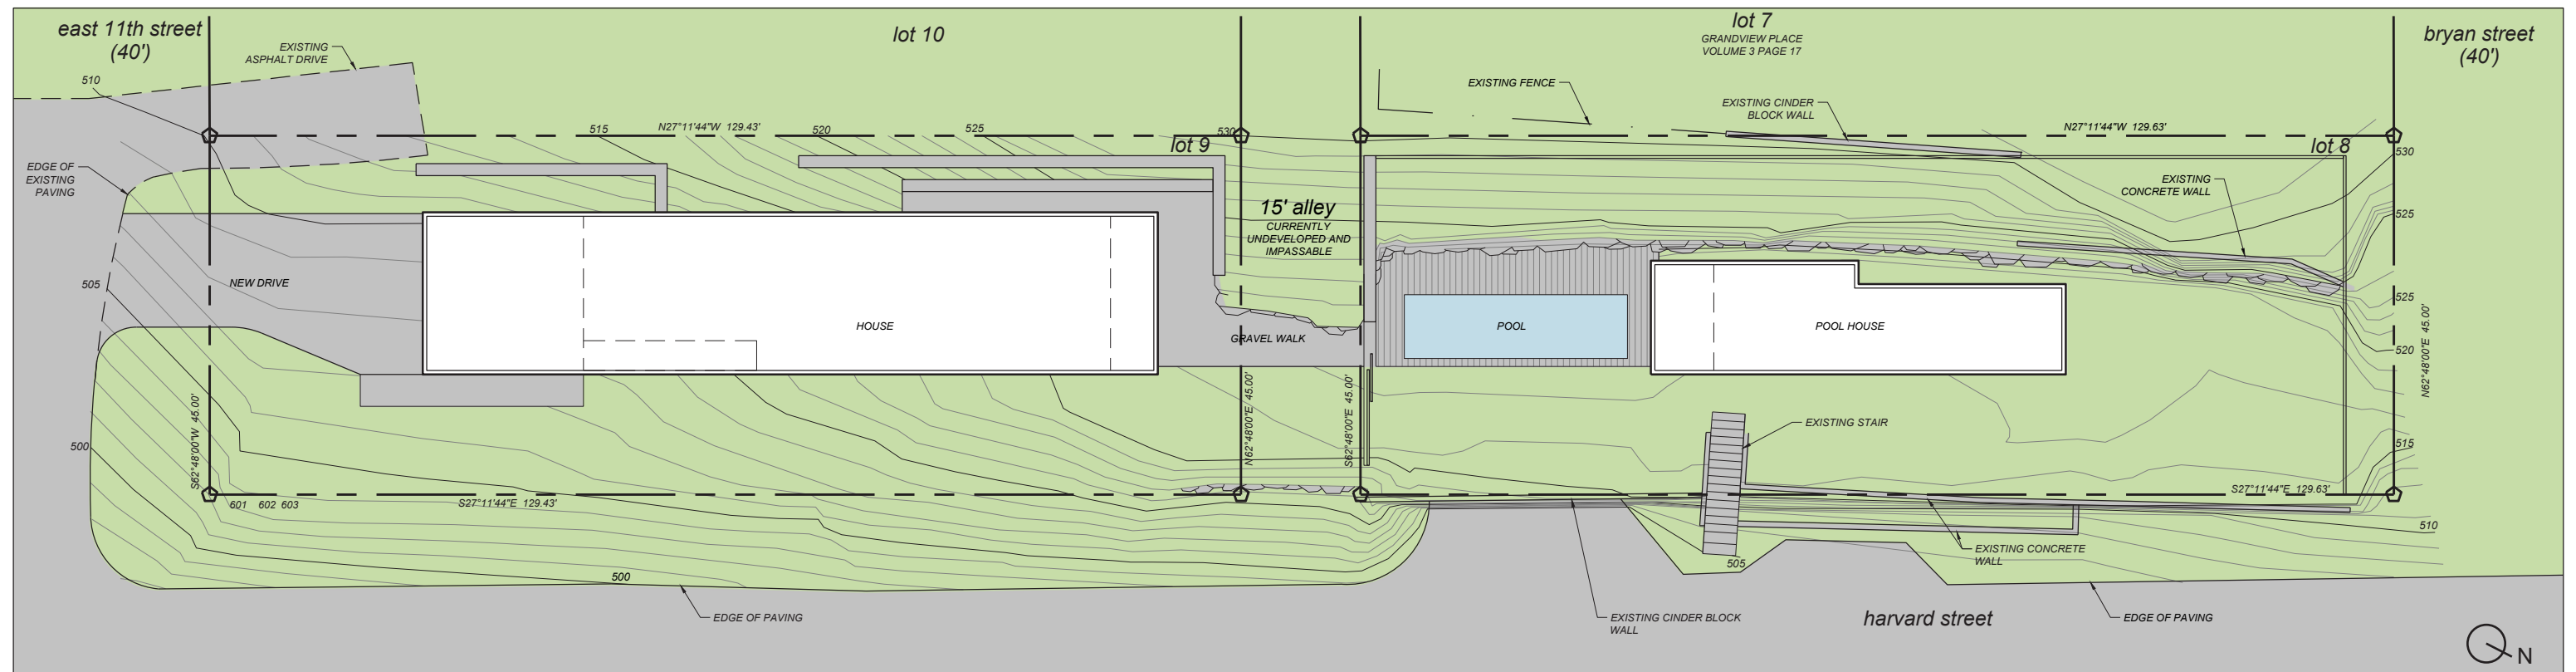 east 11th street
(40')
lot 10
lot 7
GRANDVIEW PLACE
VOLUME 3 PAGE 17
bryan street
(40')
EXISTING
ASPHALT DRIVE
510
EXISTING FENCE
EXISTING CINDER
BLOCK WALL
515
N27°11'44"W 129.43'
520
525
530
N27°11'44"W 129.63'
lot 9
lot 8
530
EDGE OF
EXISTING
PAVING
EXISTING
CONCRETE WALL
15' alley
CURRENTLY
UNDEVELOPED AND
IMPASSABLE
525
505
NEW DRIVE
525
HOUSE
GRAVEL WALK
POOL
POOL HOUSE
520
N62°48'00"E 45.00'
S62°48'00"W 45.00'
N62°48'00"E 45.00'
S62°48'00"E 45.00'
EXISTING STAIR
500
515
601 602 603
S27°11'44"E 129.43'
S27°11'44"E 129.63'
510
EXISTING CONCRETE
WALL
505
500
EDGE OF PAVING
EXISTING CINDER BLOCK
WALL
harvard street
EDGE OF PAVING
N